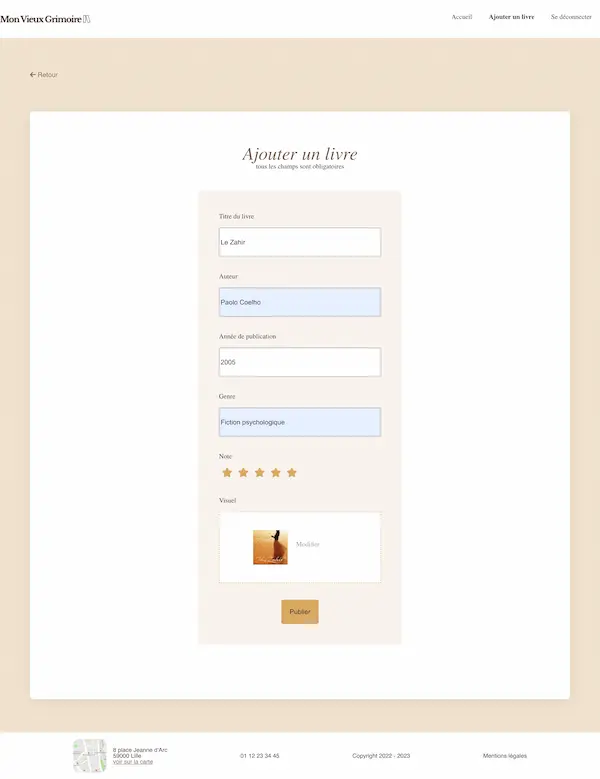 Mon Vieux Grimoire
Accueil
Ajouter un livre
Se déconnecter
Retour
Ajouter un livre
tous les champs sont obligatoires
Titre du livre
Le Zahir
Auteur
Paolo Coelho
Année de publication
2005
Genre
Fiction psychologique
Note
Visuel
Modifier
Publier
8 place Jeanne d'Arc
59000 Lille
voir sur la carte
01 12 23 34 45
Copyright 2022 - 2023
Mentions légales